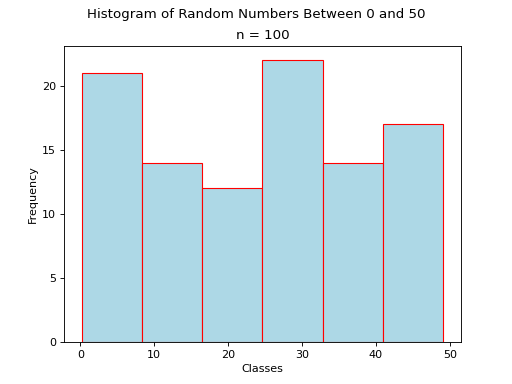 Histogram of Random Numbers Between 0 and 50
n = 100
20
15
10
5
0
Frequency
0 10 20 30 40 50
Classes